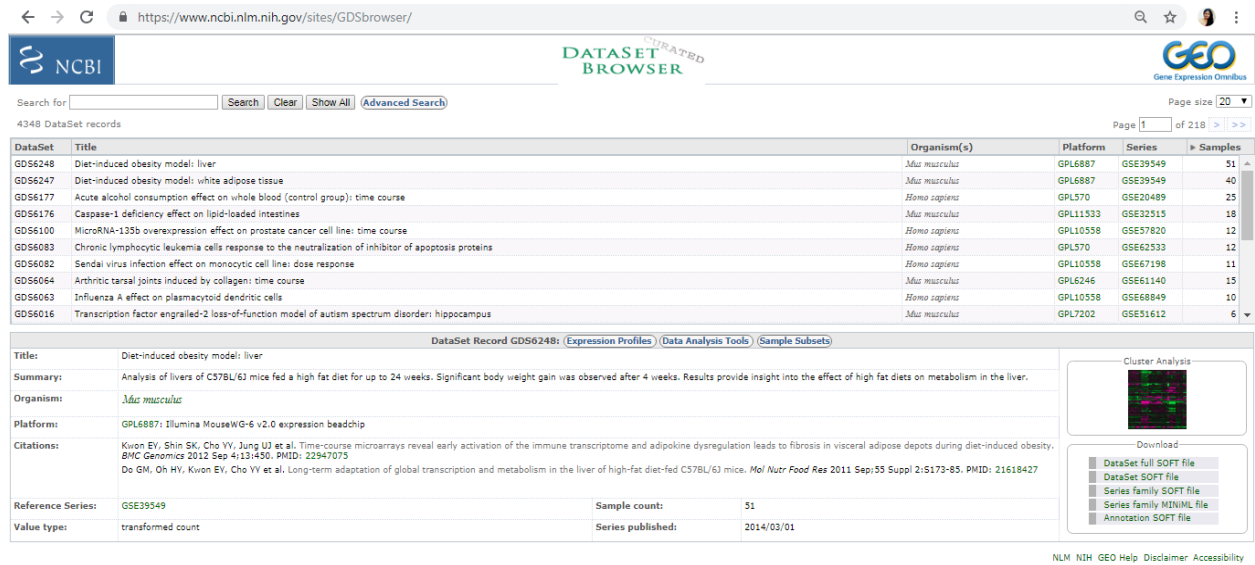 https://www.ncbi.nlm.nih.gov/sites/GDSbrowser/
NCBI
DATASET CURATED
BROWSER
GEO
Gene Expression Omnibus
Search for Search Clear Show All Advanced Search Page size 20
4348 DataSet records Page 1 of 218 > >>
DataSet Title Organism(s) Platform Series Samples
GDS6248 Diet-induced obesity model: liver Mus musculus GPL6887 GSE39549 51
GDS6247 Diet-induced obesity model: white adipose tissue Mus musculus GPL6887 GSE39549 40
GDS6177 Acute alcohol consumption effect on whole blood (control group): time course Homo sapiens GPL570 GSE20489 25
GDS6176 Caspase-1 deficiency effect on lipid-loaded intestines Mus musculus GPL11533 GSE32515 18
GDS6100 MicroRNA-135b overexpression effect on prostate cancer cell line: time course Homo sapiens GPL10558 GSE57820 12
GDS6083 Chronic lymphocytic leukemia cells response to the neutralization of inhibitor of apoptosis proteins Homo sapiens GPL570 GSE62533 12
GDS6082 Sendai virus infection effect on monocytic cell line: dose response Homo sapiens GPL10558 GSE67198 11
GDS6064 Arthritic tarsal joints induced by collagen: time course Mus musculus GPL6246 GSE61140 15
GDS6063 Influenza A effect on plasmacytoid dendritic cells Homo sapiens GPL10558 GSE68849 10
GDS6016 Transcription factor engrailed-2 loss-of-function model of autism spectrum disorder: hippocampus Mus musculus GPL7202 GSE51612 6
DataSet Record GDS6248: Expression Profiles Data Analysis Tools Sample Subsets
Title: Diet-induced obesity model: liver
Summary: Analysis of livers of C57BL/6J mice fed a high fat diet for up to 24 weeks. Significant body weight gain was observed after 4 weeks. Results provide insight into the effect of high fat diets on metabolism in the liver.
Organism: Mus musculus
Platform: GPL6887: Illumina MouseWG-6 v2.0 expression beadchip
Citations: Kwon EY, Shin SK, Cho YY, Jung UJ et al. Time-course microarrays reveal early activation of the immune transcriptome and adipokine dysregulation leads to fibrosis in visceral adipose depots during diet-induced obesity.
BMC Genomics 2012 Sep 4;13:450. PMID: 22947075
Do GM, Oh HY, Kwon EY, Cho YY et al. Long-term adaptation of global transcription and metabolism in the liver of high-fat diet-fed C57BL/6J mice. Mol Nutr Food Res 2011 Sep;55 Suppl 2:S173-85. PMID: 21618427
Reference Series: GSE39549 Sample count: 51
Value type: transformed count Series published: 2014/03/01
Cluster Analysis
Download
DataSet full SOFT file
DataSet SOFT file
Series family SOFT file
Series family MINiML file
Annotation SOFT file
NLM NIH GEO Help Disclaimer Accessibility